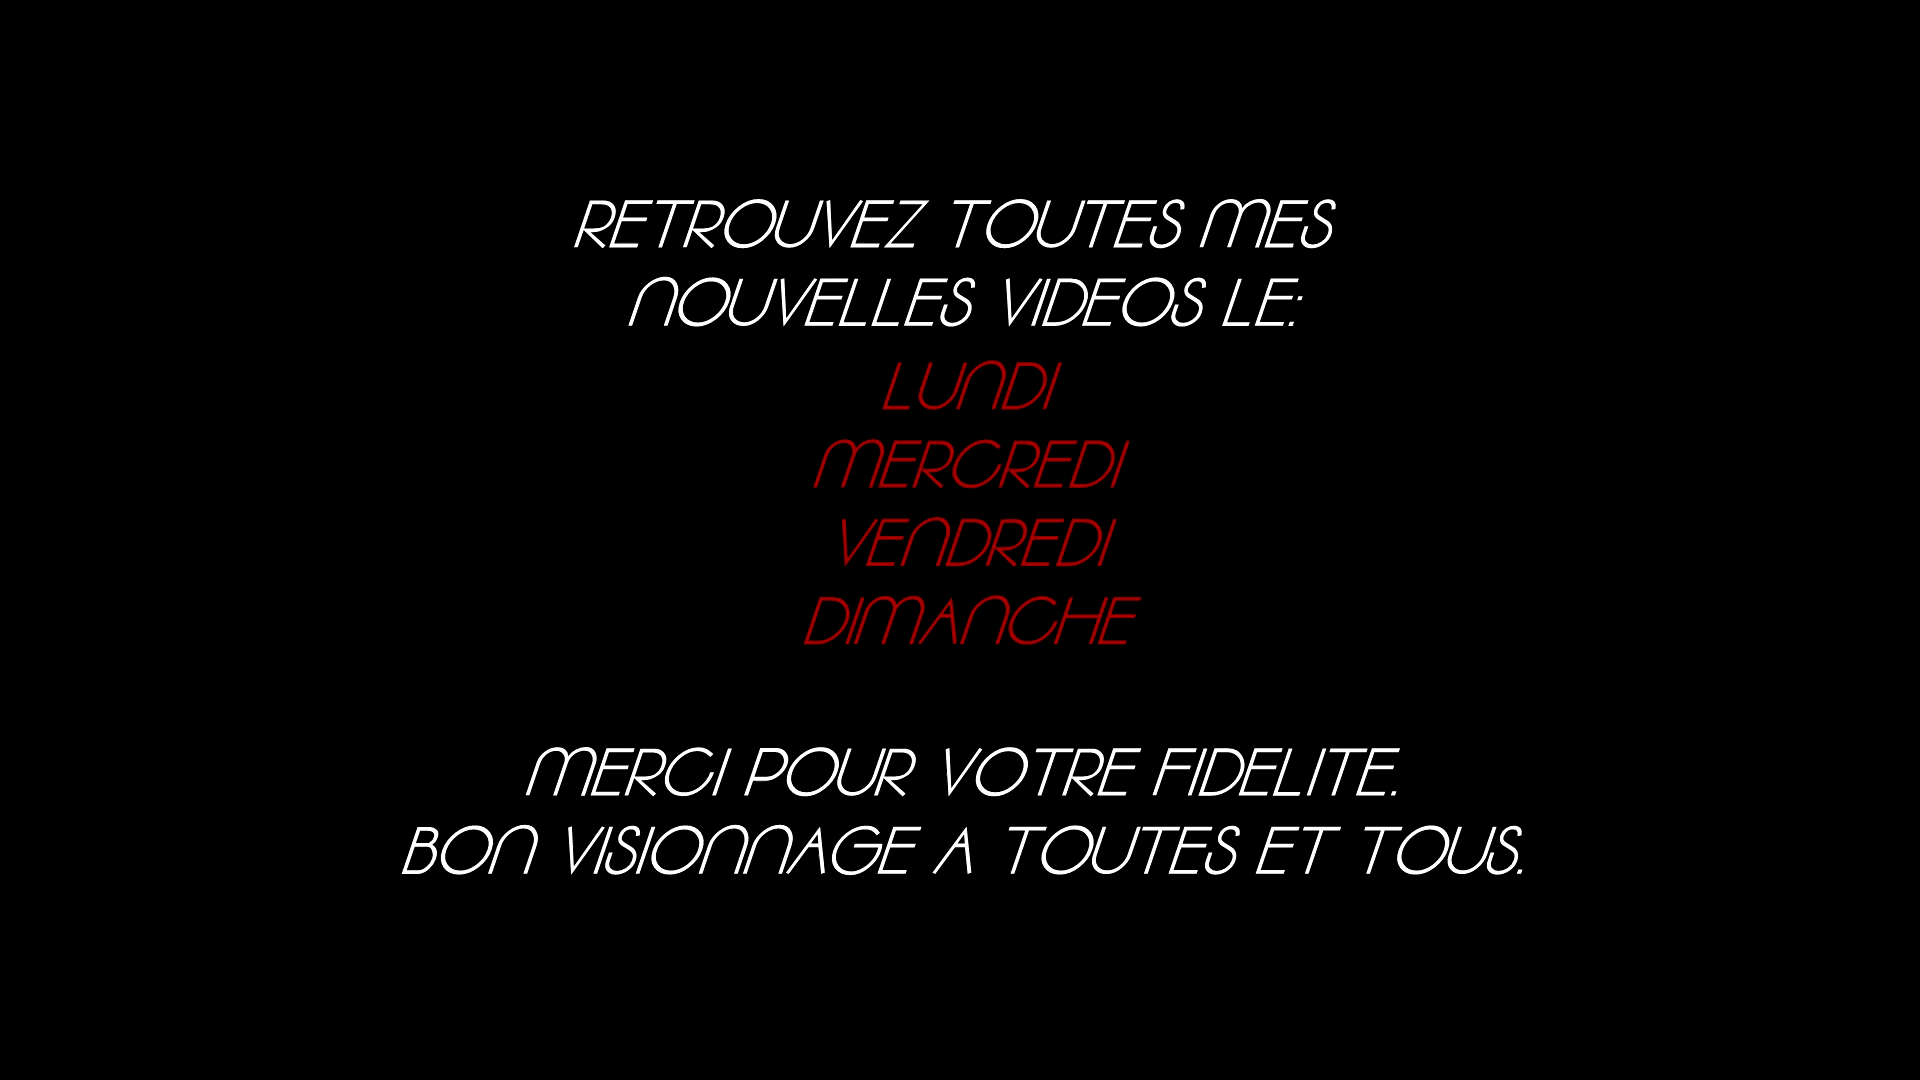 RETROUVEZ TOUTES MES
NOUVELLES VIDEOS LE:
LUNDI
MERCREDI
VENDREDI
DIMANCHE
MERCI POUR VOTRE FIDELITE.
BON VISIONNAGE A TOUTES ET TOUS.